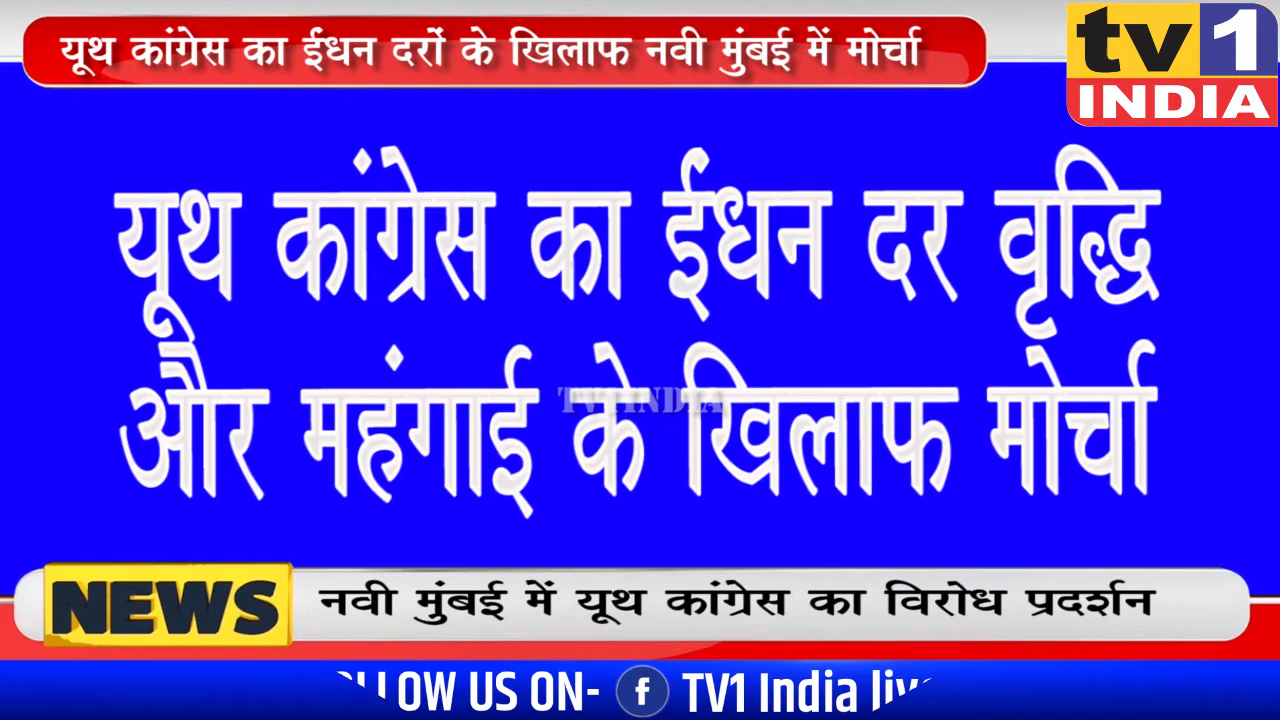 यूथ कांग्रेस का ईंधन दरों के खिलाफ नवी मुंबई में मोर्चा
tv1
INDIA
यूथ कांग्रेस का ईंधन दर वृद्धि
और महंगाई के खिलाफ मोर्चा
TV1INDIA
NEWS नवी मुंबई में यूथ कांग्रेस का विरोध प्रदर्शन
OW US ON- f TV1 India